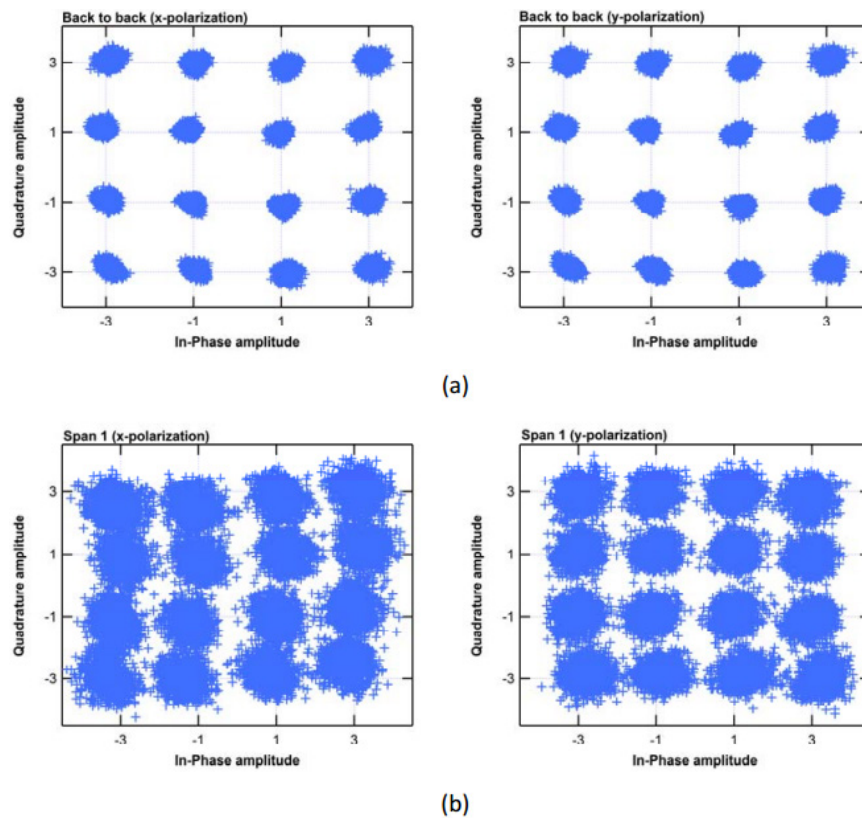 Back to back (x-polarization)
Quadrature amplitude
3
1
-1
-3
-3 -1 1 3
In-Phase amplitude
Back to back (y-polarization)
Quadrature amplitude
3
1
-1
-3
-3 -1 1 3
In-Phase amplitude
(a)
Span 1 (x-polarization)
Quadrature amplitude
3
1
-1
-3
-3 -1 1 3
In-Phase amplitude
Span 1 (y-polarization)
Quadrature amplitude
3
1
-1
-3
-3 -1 1 3
In-Phase amplitude
(b)